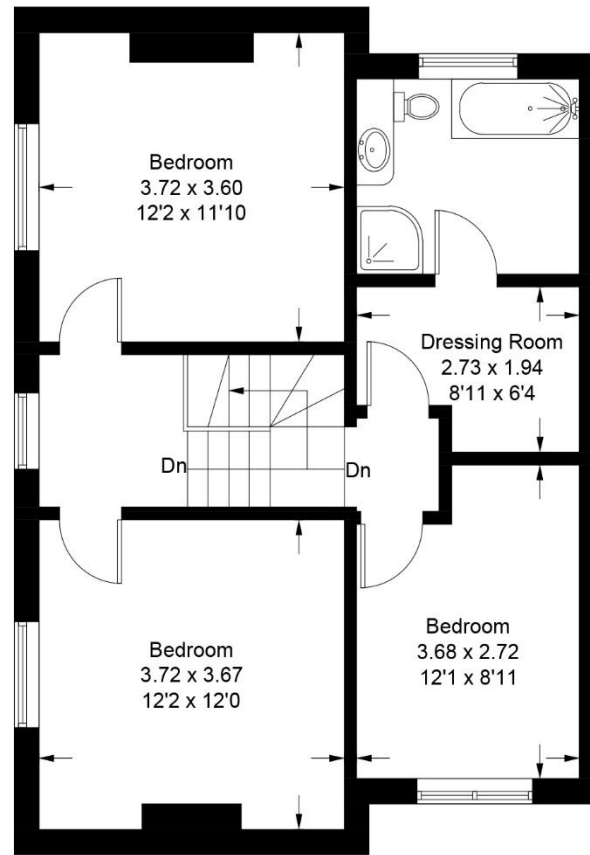 Bedroom
3.72 x 3.60
12'2 x 11'10
Dressing Room
2.73 x 1.94
8'11 x 6'4
Dn
Dn
Bedroom
3.72 x 3.67
12'2 x 12'0
Bedroom
3.68 x 2.72
12'1 x 8'11